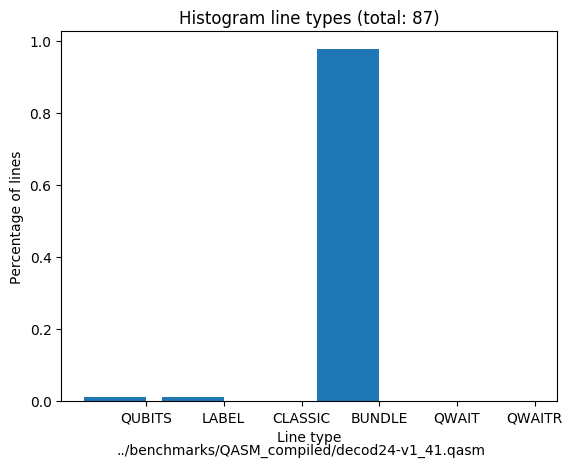 Histogram line types (total: 87)
Percentage of lines
1.0
0.8
0.6
0.4
0.2
0.0
QUBITS LABEL CLASSIC BUNDLE QWAIT QWAITR
Line type
../benchmarks/QASM_compiled/decod24-v1_41.qasm